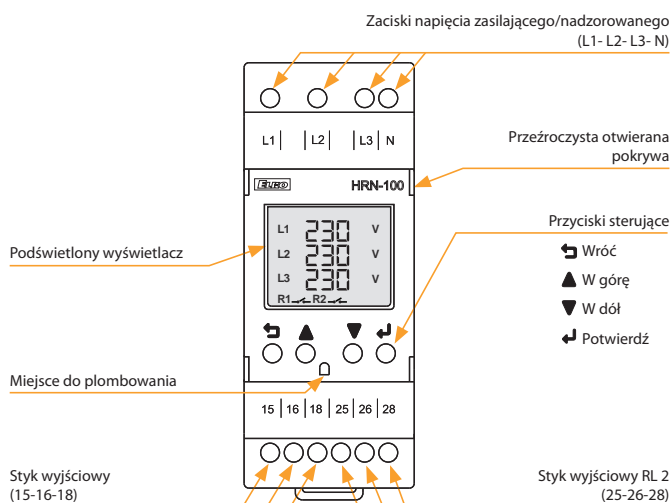 Zaciski napięcia zasilającego/nadzorowanego
(L1- L2- L3- N)
L1 L2 L3 N
Przeźroczysta otwierana
pokrywa
ELKO HRN-100
Przyciski sterujące
L1 230 V
L2 230 V
L3 230 V
R1 R2
Podświetlony wyświetlacz
Wróć
W górę
W dół
Potwierdź
Miejsce do plombowania
15 16 18 25 26 28
Styk wyjściowy
(15-16-18)
Styk wyjściowy RL 2
(25-26-28)